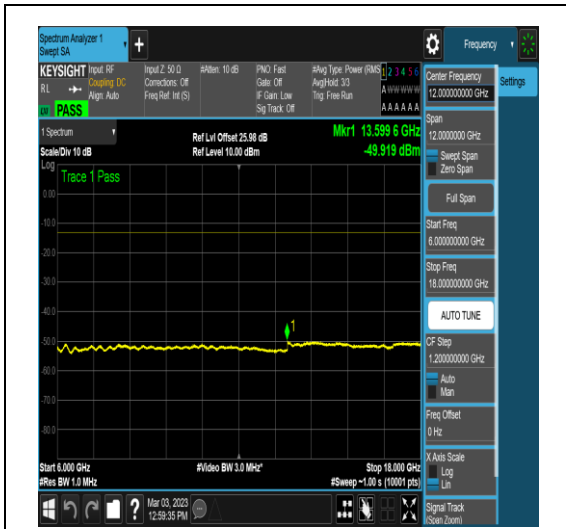 Spectrum Analyzer 1
Swept SA
Frequency
KEYSIGHT
RL
PASS
Input: RF
Coupling: DC
Align: Auto
Input Z: 50 Ω
Corrections: Off
Freq Ref: Int (S)
#Atten: 10 dB
PNO: Fast
Gate: Off
IF Gain: Low
Sig Track: Off
#Avg Type: Power (RMS
Avg|Hold: 3/3
Trig: Free Run
1 2 3 4 5 6
A W W W W W
A A A A A A
1 Spectrum
Scale/Div 10 dB
Ref Lvl Offset 25.98 dB
Ref Level 10.00 dBm
Mkr1 13.599 6 GHz
-49.919 dBm
Log
Trace 1 Pass
0.00
-10.0
-20.0
-30.0
-40.0
-50.0
-60.0
-70.0
-80.0
1
Start 6.000 GHz
#Res BW 1.0 MHz
#Video BW 3.0 MHz*
Stop 18.000 GHz
#Sweep ~1.00 s (10001 pts)
Mar 03, 2023
12:59:35 PM
Center Frequency
12.000000000 GHz
Settings
Span
12.0000000 GHz
Swept Span
Zero Span
Full Span
Start Freq
6.000000000 GHz
Stop Freq
18.000000000 GHz
AUTO TUNE
CF Step
1.200000000 GHz
Auto
Man
Freq Offset
0 Hz
X Axis Scale
Log
Lin
Signal Track
(Span Zoom)